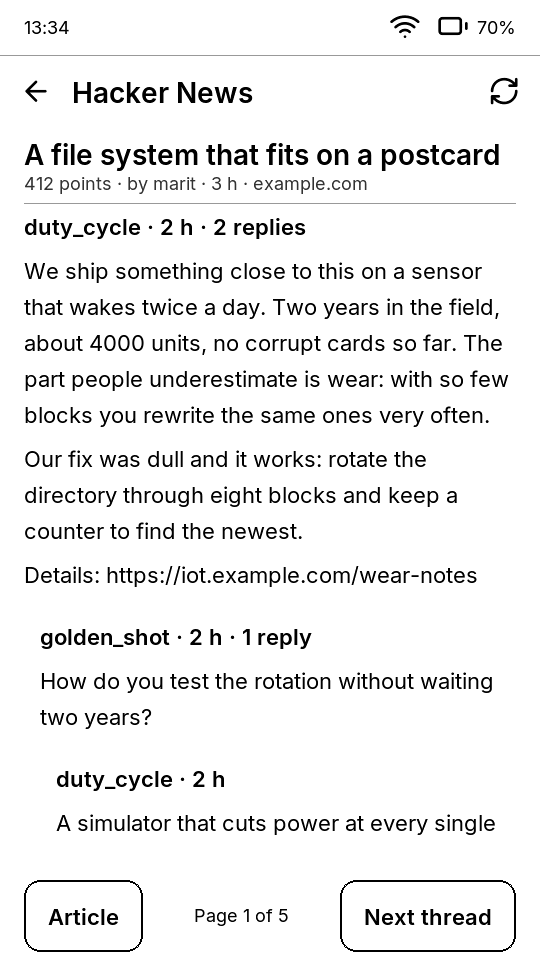 13:34
70%
Hacker News
A file system that fits on a postcard
412 points · by marit · 3 h · example.com
duty_cycle · 2 h · 2 replies
We ship something close to this on a sensor
that wakes twice a day. Two years in the field,
about 4000 units, no corrupt cards so far. The
part people underestimate is wear: with so few
blocks you rewrite the same ones very often.
Our fix was dull and it works: rotate the
directory through eight blocks and keep a
counter to find the newest.
Details: https://iot.example.com/wear-notes
golden_shot · 2 h · 1 reply
How do you test the rotation without waiting
two years?
duty_cycle · 2 h
A simulator that cuts power at every single
Article
Page 1 of 5
Next thread